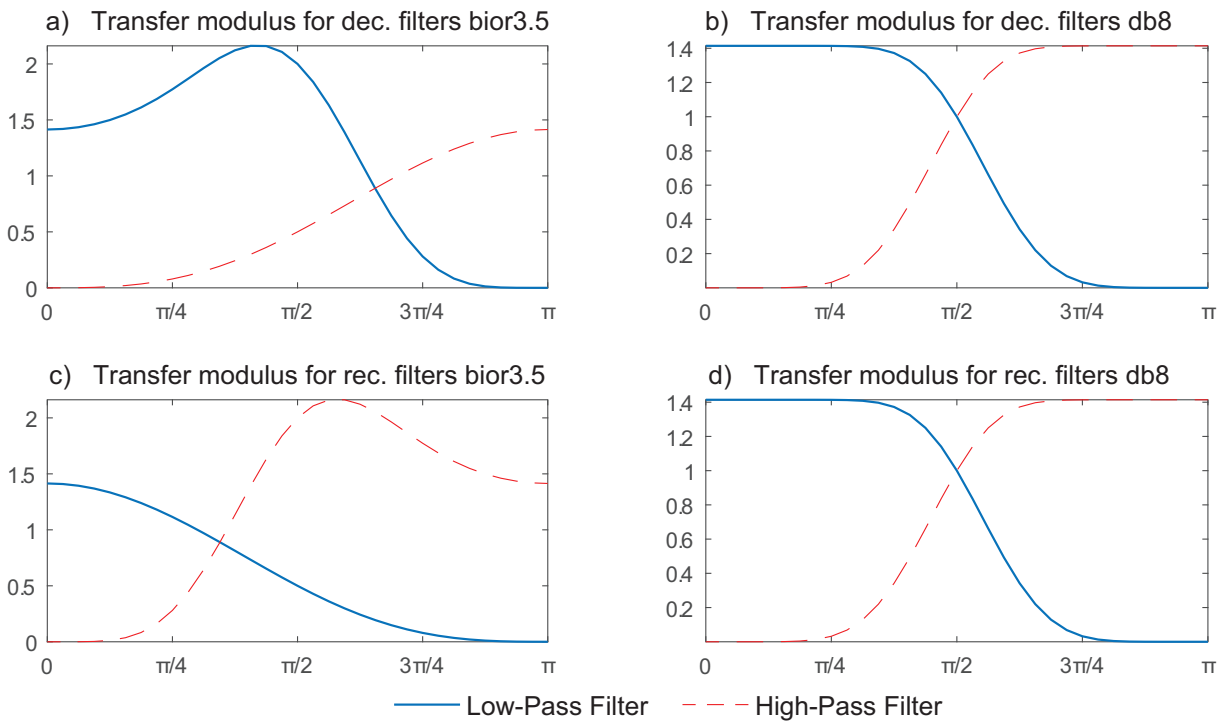 a) Transfer modulus for dec. filters bior3.5
2
1.5
1
0.5
0
0 π/4 π/2 3π/4 π
b) Transfer modulus for dec. filters db8
1.4
1.2
1
0.8
0.6
0.4
0.2
0 π/4 π/2 3π/4 π
c) Transfer modulus for rec. filters bior3.5
2
1.5
1
0.5
0
0 π/4 π/2 3π/4 π
d) Transfer modulus for rec. filters db8
1.4
1.2
1
0.8
0.6
0.4
0.2
0 π/4 π/2 3π/4 π
Low-Pass Filter High-Pass Filter